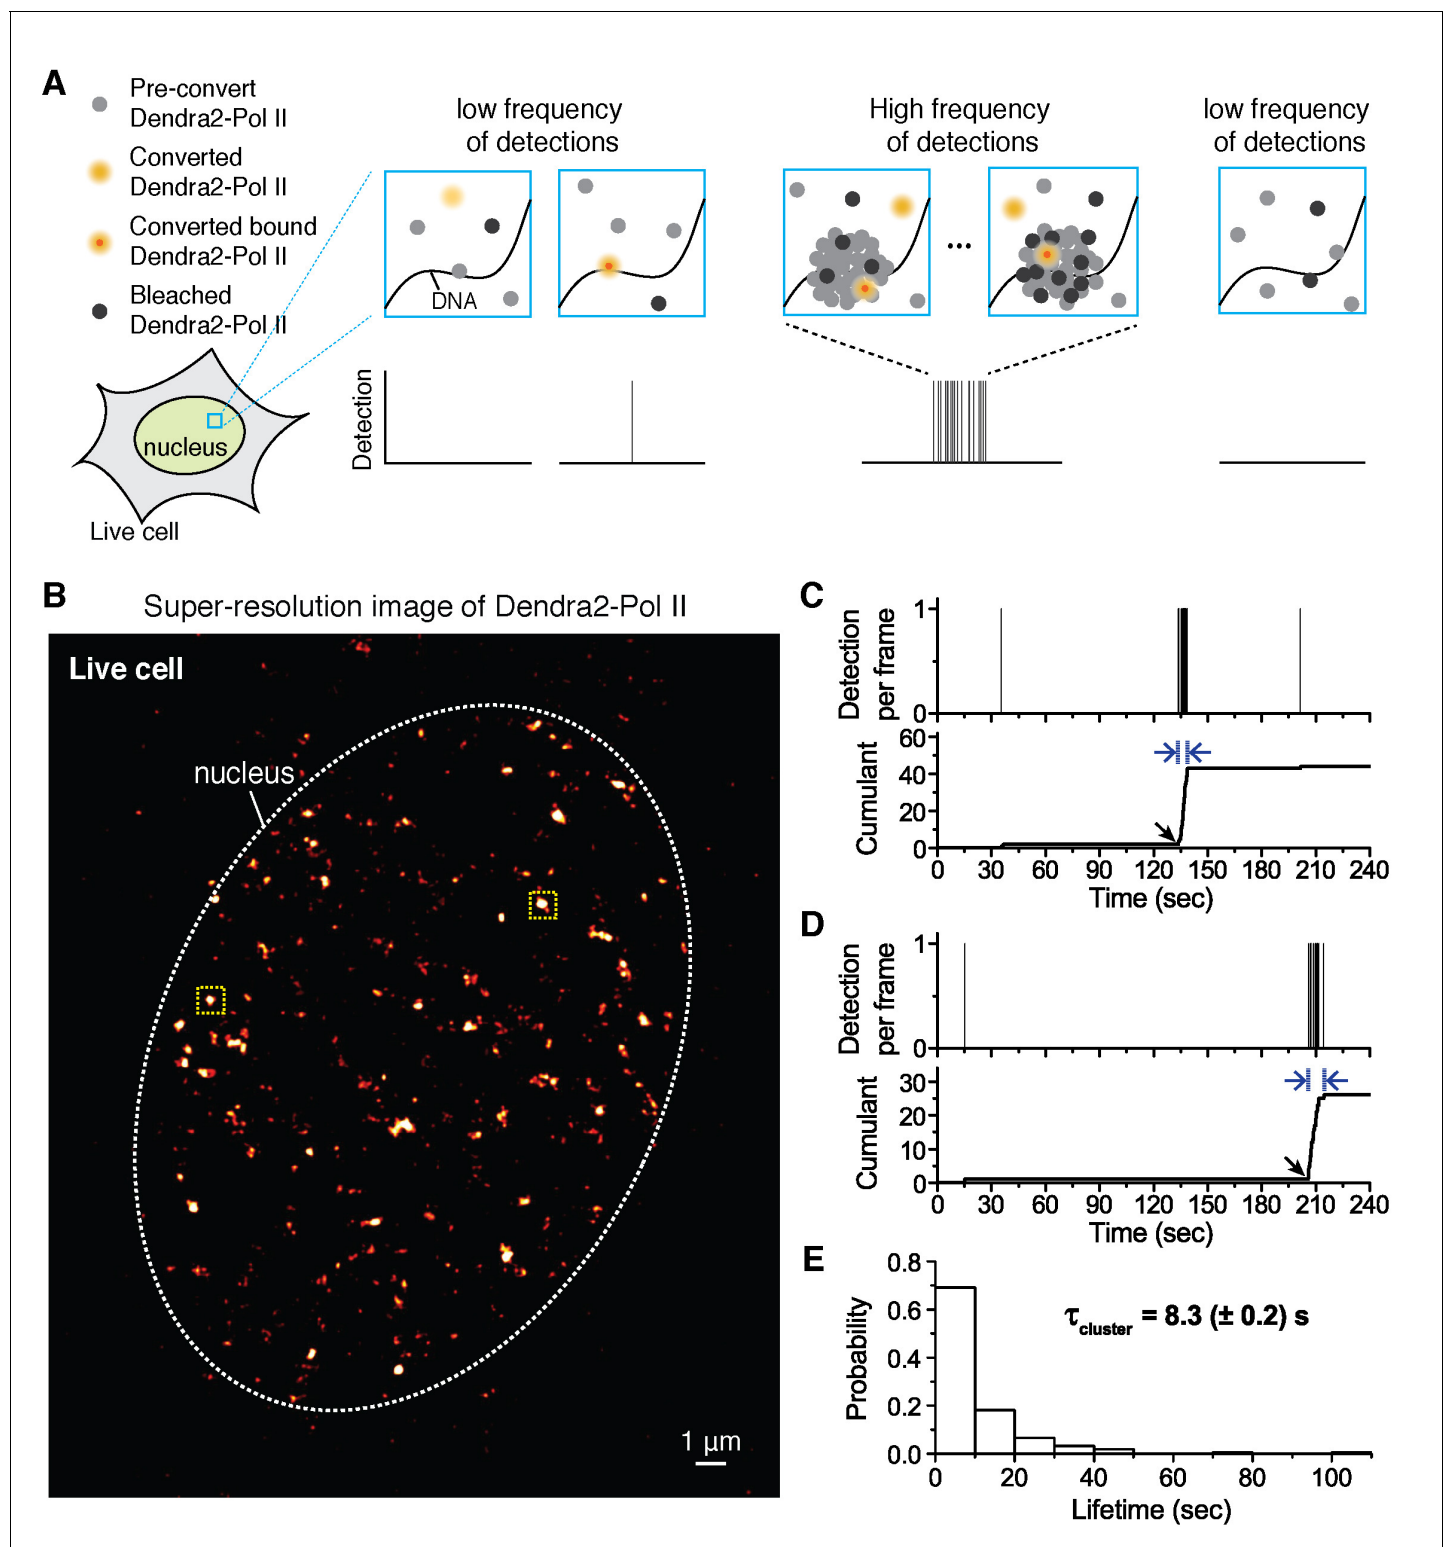 A
Pre-convert
Dendra2-Pol II
Converted
Dendra2-Pol II
Converted bound
Dendra2-Pol II
Bleached
Dendra2-Pol II
nucleus
Live cell
low frequency
of detections
High frequency
of detections
low frequency
of detections
DNA
...
Detection
B
Super-resolution image of Dendra2-Pol II
Live cell
nucleus
1 µm
C
Detection
per frame
1
0
Cumulant
60
40
20
0
0 30 60 90 120 150 180 210 240
Time (sec)
D
Detection
per frame
1
0
Cumulant
30
20
10
0
0 30 60 90 120 150 180 210 240
Time (sec)
E
Probability
0.8
0.6
0.4
0.2
0.0
τcluster = 8.3 (± 0.2) s
0 20 40 60 80 100
Lifetime (sec)